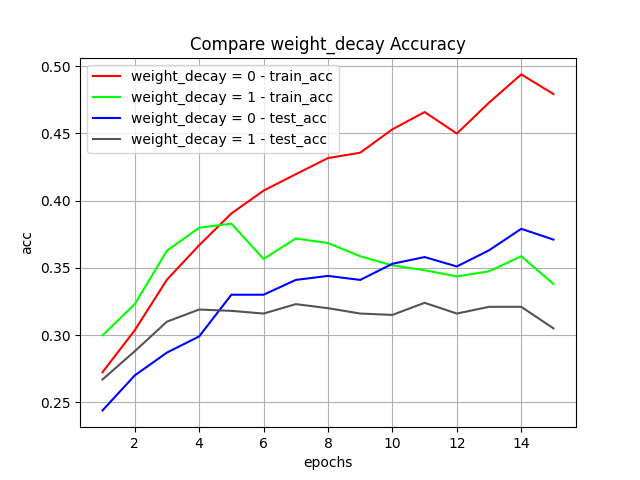 Compare weight_decay Accuracy
weight_decay = 0 - train_acc
weight_decay = 1 - train_acc
weight_decay = 0 - test_acc
weight_decay = 1 - test_acc
acc
0.50
0.45
0.40
0.35
0.30
0.25
2 4 6 8 10 12 14
epochs